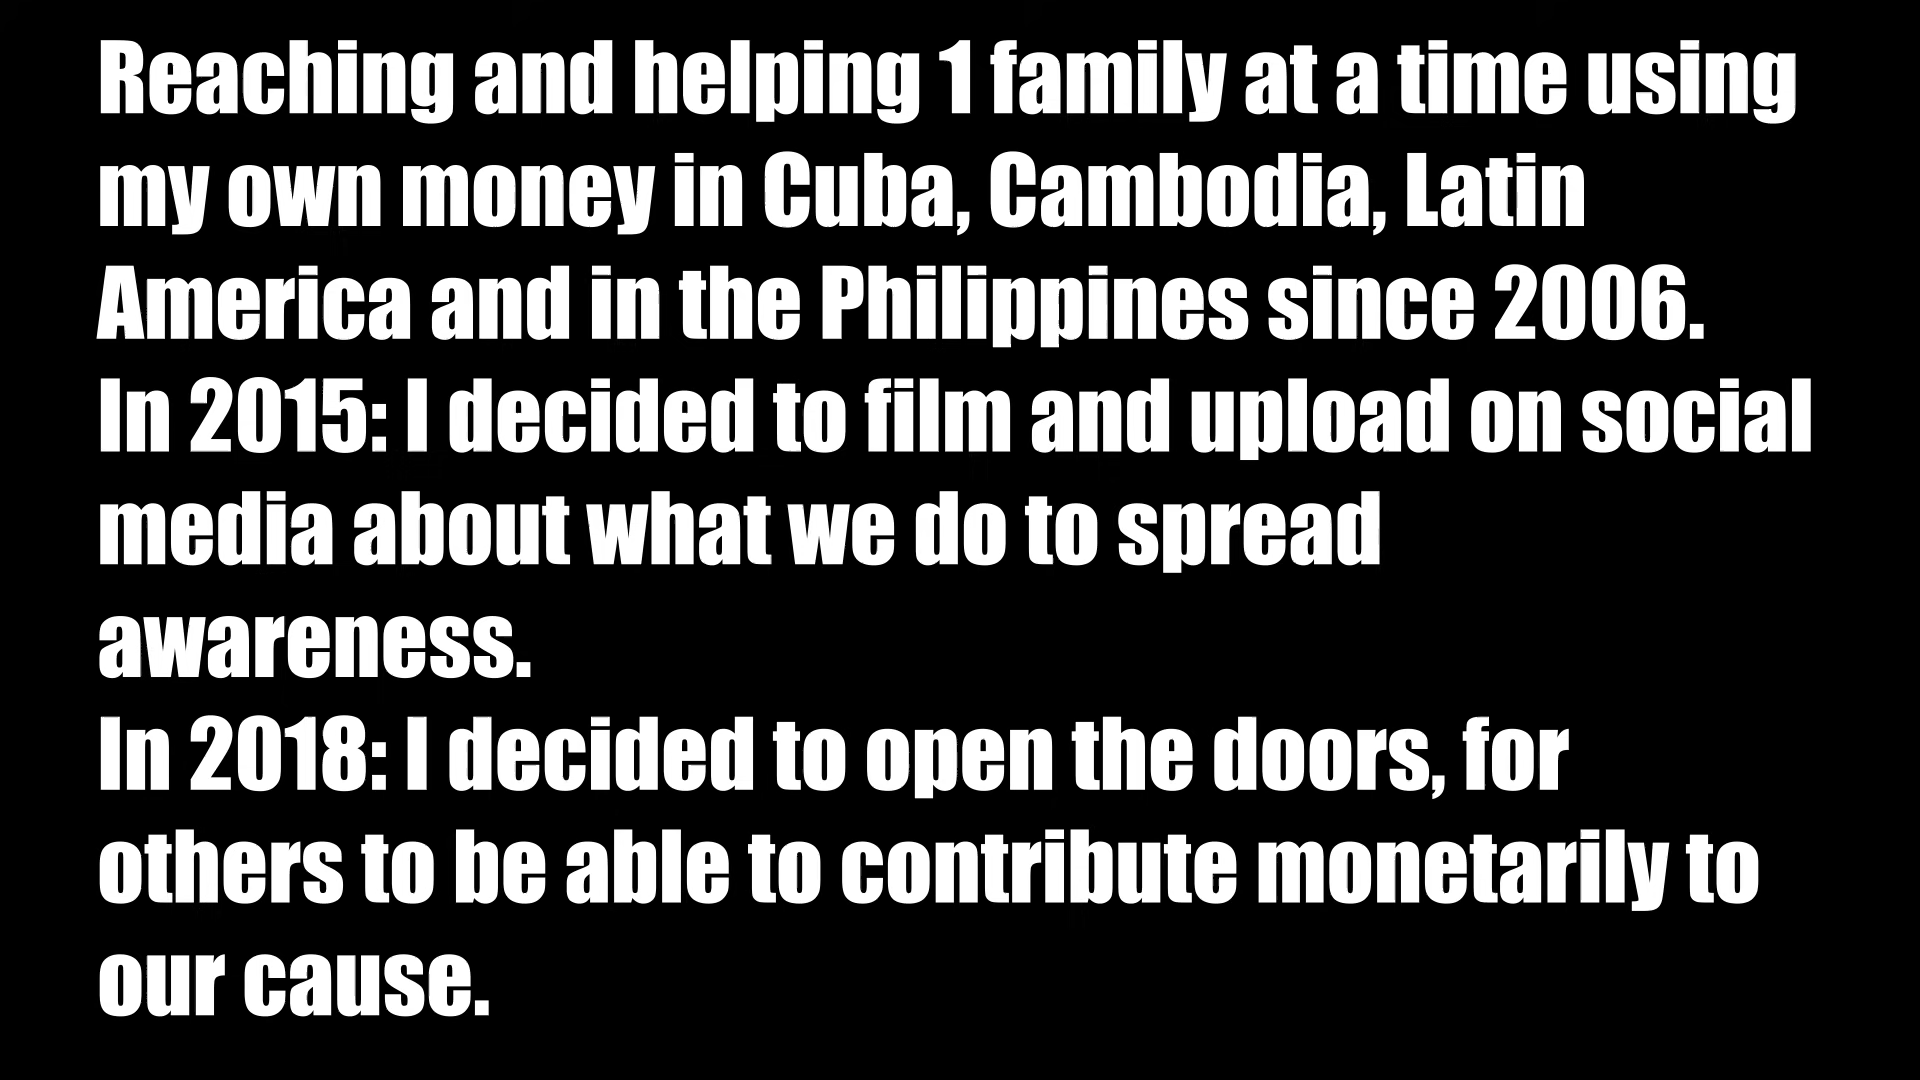 Reaching and helping 1 family at a time using
my own money in Cuba, Cambodia, Latin
America and in the Philippines since 2006.
In 2015: I decided to film and upload on social
media about what we do to spread
awareness.
In 2018: I decided to open the doors, for
others to be able to contribute monetarily to
our cause.